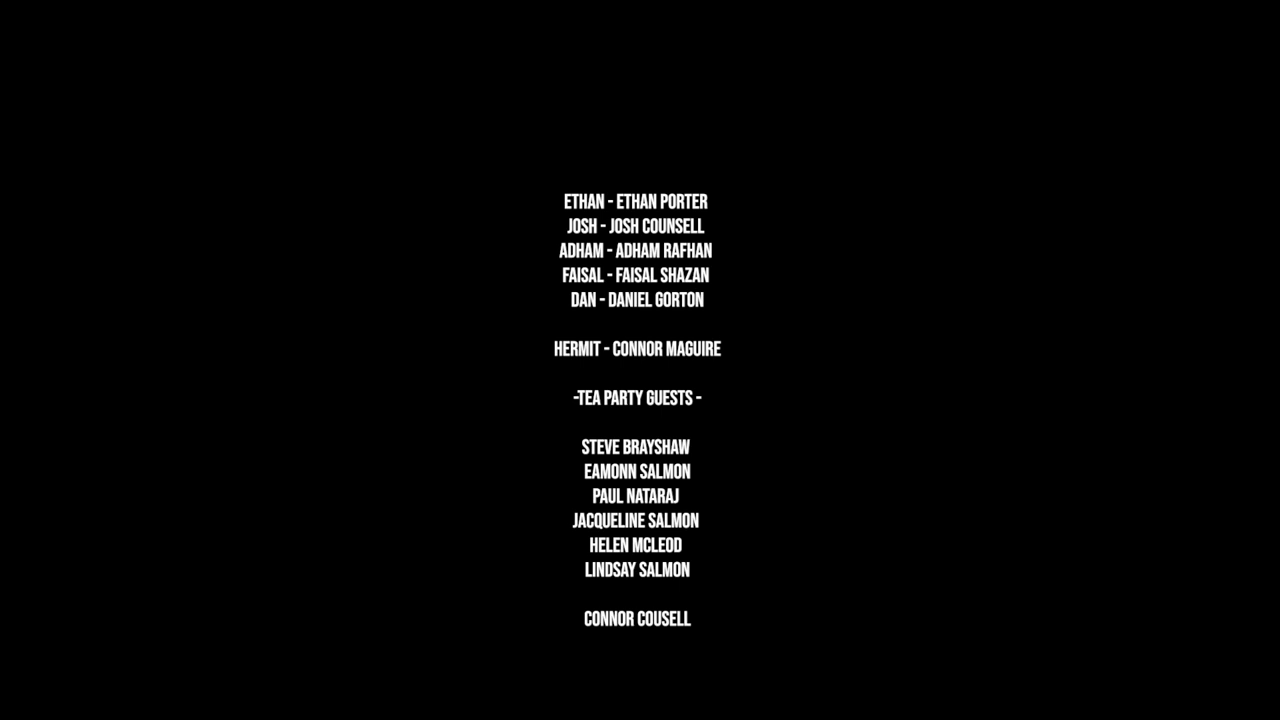 ETHAN - ETHAN PORTER
JOSH - JOSH COUNSELL
ADHAM - ADHAM RAFHAN
FAISAL - FAISAL SHAZAN
DAN - DANIEL GORTON
HERMIT - CONNOR MAGUIRE
-TEA PARTY GUESTS -
STEVE BRAYSHAW
EAMONN SALMON
PAUL NATARAJ
JACQUELINE SALMON
HELEN MCLEOD
LINDSAY SALMON
CONNOR COUSELL